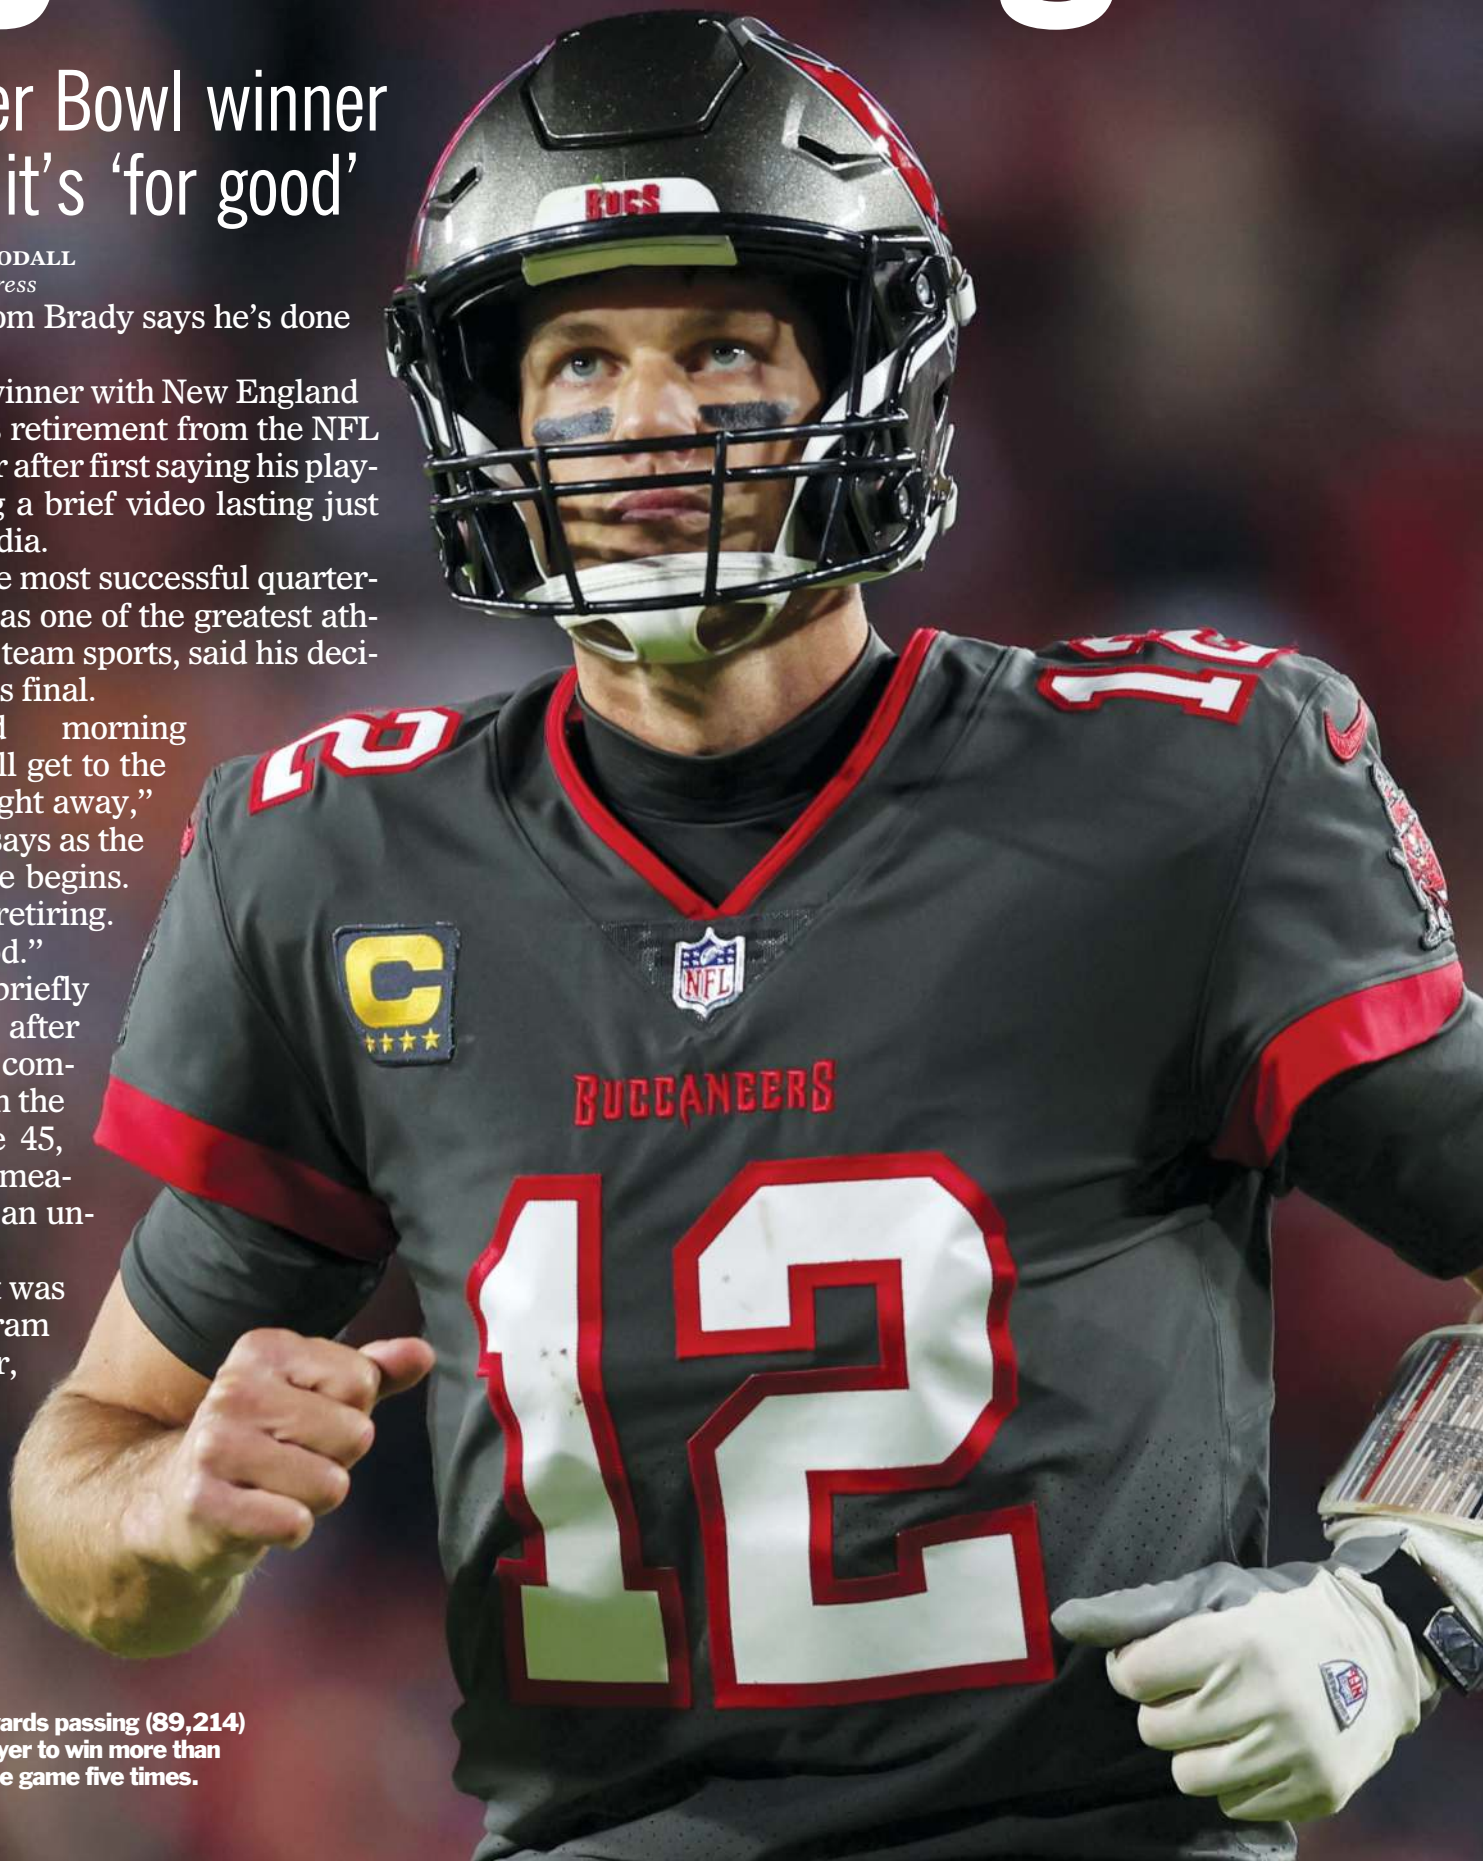 er Bowl winner
it's ‘for good’
ODALL
ress
om Brady says he's done
winner with New England
s retirement from the NFL
r after first saying his play-
g a brief video lasting just
dia.
e most successful quarter-
as one of the greatest ath-
team sports, said his deci-
s final.
d morning
ll get to the
ght away,”
says as the
e begins.
retiring.
d.”
briefly
after
com-
n the
e 45,
mea-
an un-
t was
ram
r,
ards passing (89,214)
yer to win more than
e game five times.
BUCS
12
12
C
NFL
BUCCANEERS
12
NFL